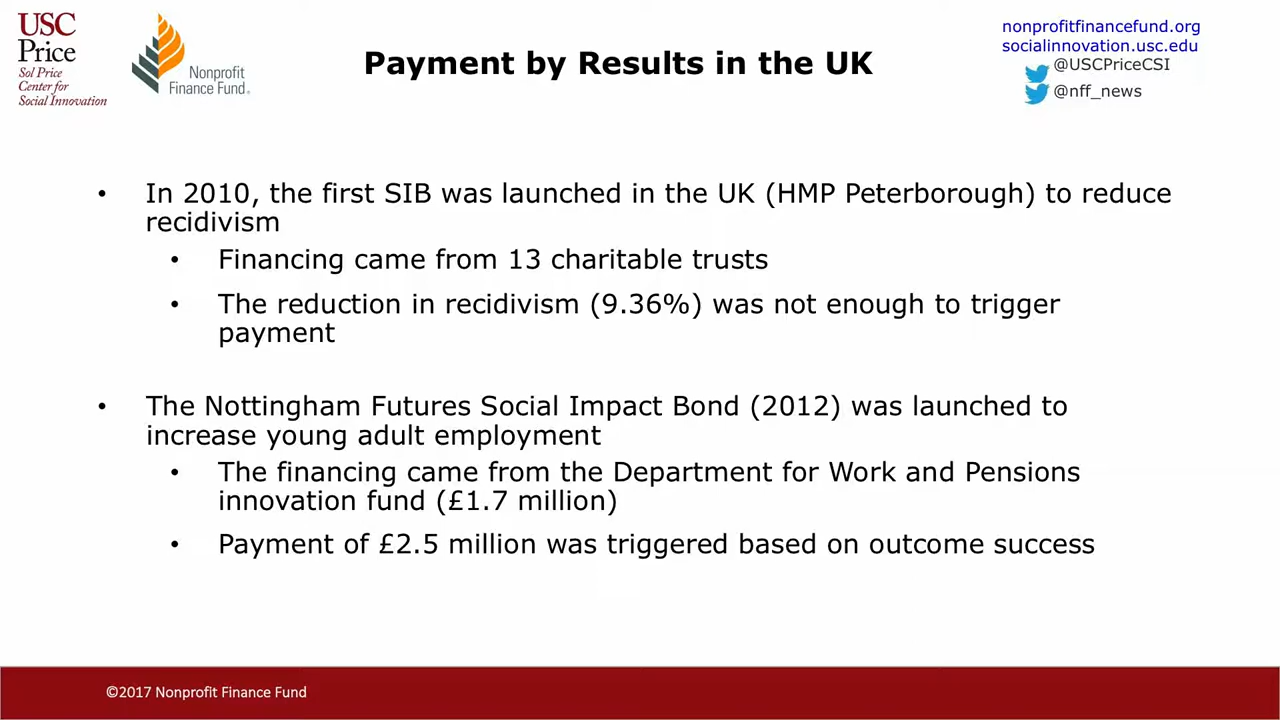 USC
Price
Sol Price
Center for
Social Innovation
Nonprofit
Finance Fund®
Payment by Results in the UK
nonprofitfinancefund.org
socialinnovation.usc.edu
@USCPriceCSI
@nff_news
• In 2010, the first SIB was launched in the UK (HMP Peterborough) to reduce
recidivism
• Financing came from 13 charitable trusts
• The reduction in recidivism (9.36%) was not enough to trigger
payment
• The Nottingham Futures Social Impact Bond (2012) was launched to
increase young adult employment
• The financing came from the Department for Work and Pensions
innovation fund (£1.7 million)
• Payment of £2.5 million was triggered based on outcome success
©2017 Nonprofit Finance Fund